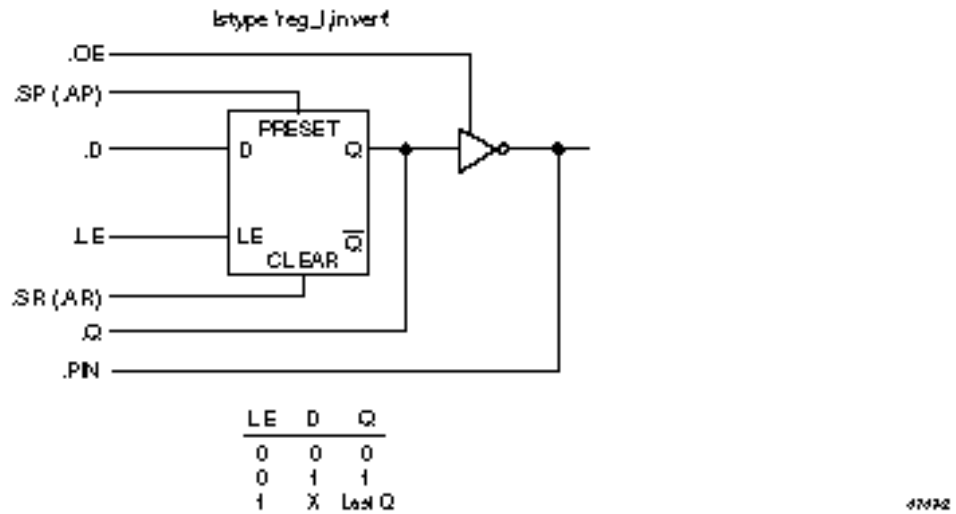 Istype 'reg_l,invert'
.OE
.SP (.AP)
PRESET
.D
D
Q
.LE
LE
Q
CLEAR
.SR (.AR)
.Q
.PIN
LE D Q
0 0 0
0 1 1
1 X Last Q